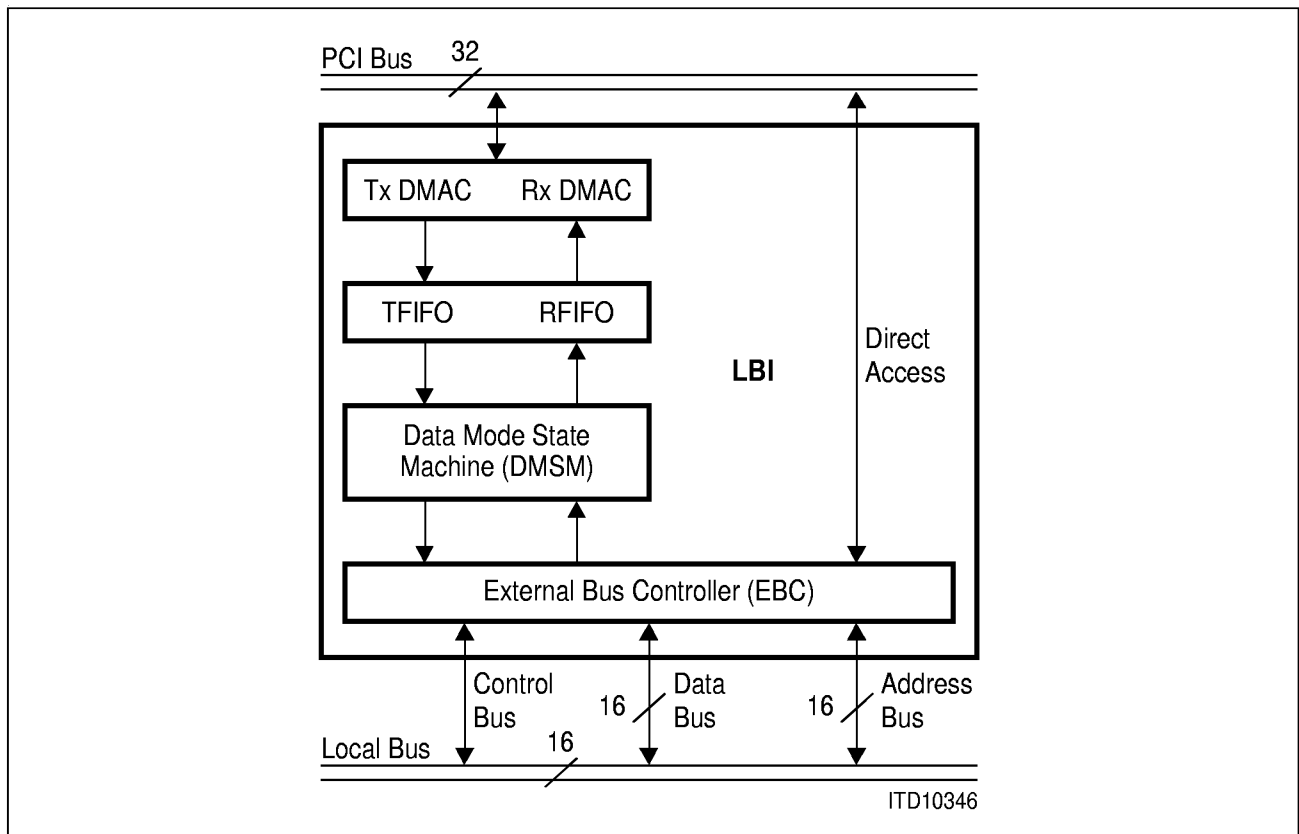 PCI Bus
32
Tx DMAC
Rx DMAC
TFIFO
RFIFO
LBI
Direct
Access
Data Mode State
Machine (DMSM)
External Bus Controller (EBC)
Control
Bus
16
Data
Bus
16
Address
Bus
Local Bus
16
ITD10346